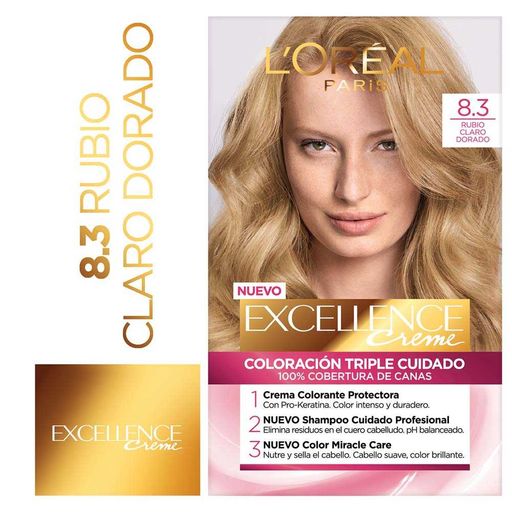 8.3 RUBIO
CLARO DORADO
EXCELLENCE
Creme
L'ORÉAL
PARIS
8.3
RUBIO
CLARO
DORADO
NUEVO
EXCELLENCE
Creme
COLORACIÓN TRIPLE CUIDADO
100% COBERTURA DE CANAS
1 Crema Colorante Protectora
Con Pro-Keratina. Color intenso y duradero.
2 NUEVO Shampoo Cuidado Profesional
Elimina residuos en el cuero cabelludo. pH balanceado.
3 NUEVO Color Miracle Care
Nutre y sella el cabello. Cabello suave, color brillante.